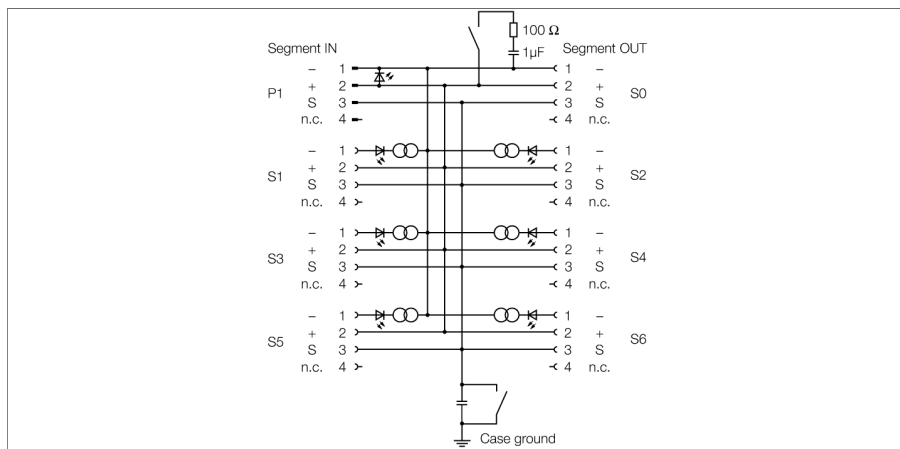 100 Ω
Segment IN 1µF Segment OUT
– 1 1 –
P1 + 2 2 + S0
S 3 3 S
n.c. 4 4 n.c.
– 1 1 –
S1 + 2 2 + S2
S 3 3 S
n.c. 4 4 n.c.
– 1 1 –
S3 + 2 2 + S4
S 3 3 S
n.c. 4 4 n.c.
– 1 1 –
S5 + 2 2 + S6
S 3 3 S
n.c. 4 4 n.c.
Case ground